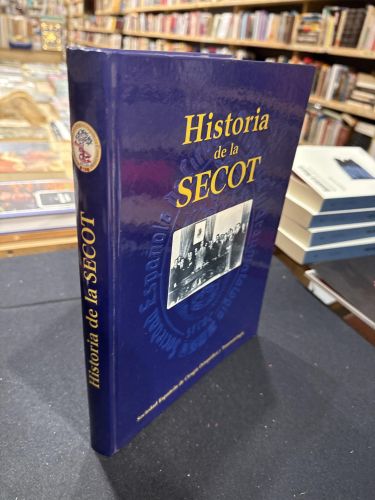 Historia
de la
SECOT
Sociedad Española de Cirugía Ortopédica y Traumatología
Historia de la SECOT